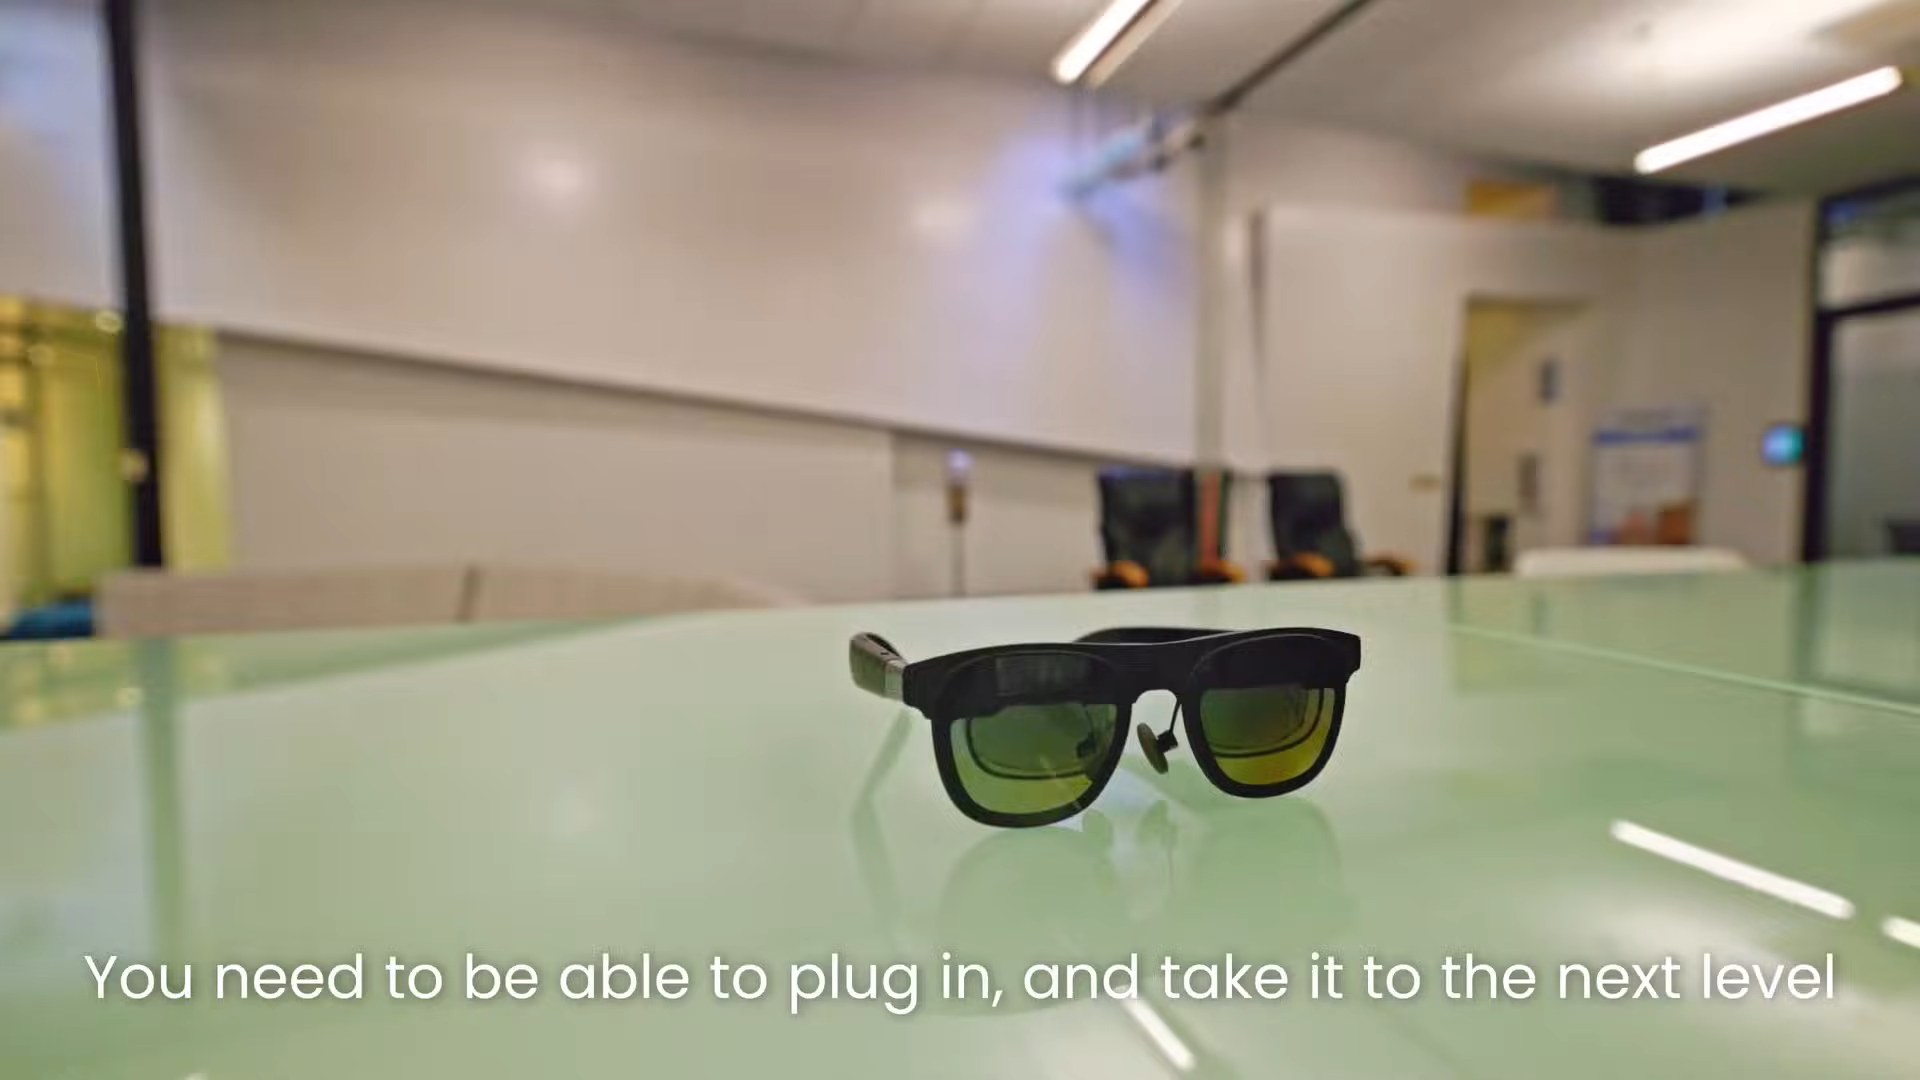 You need to be able to plug in, and take it to the next level